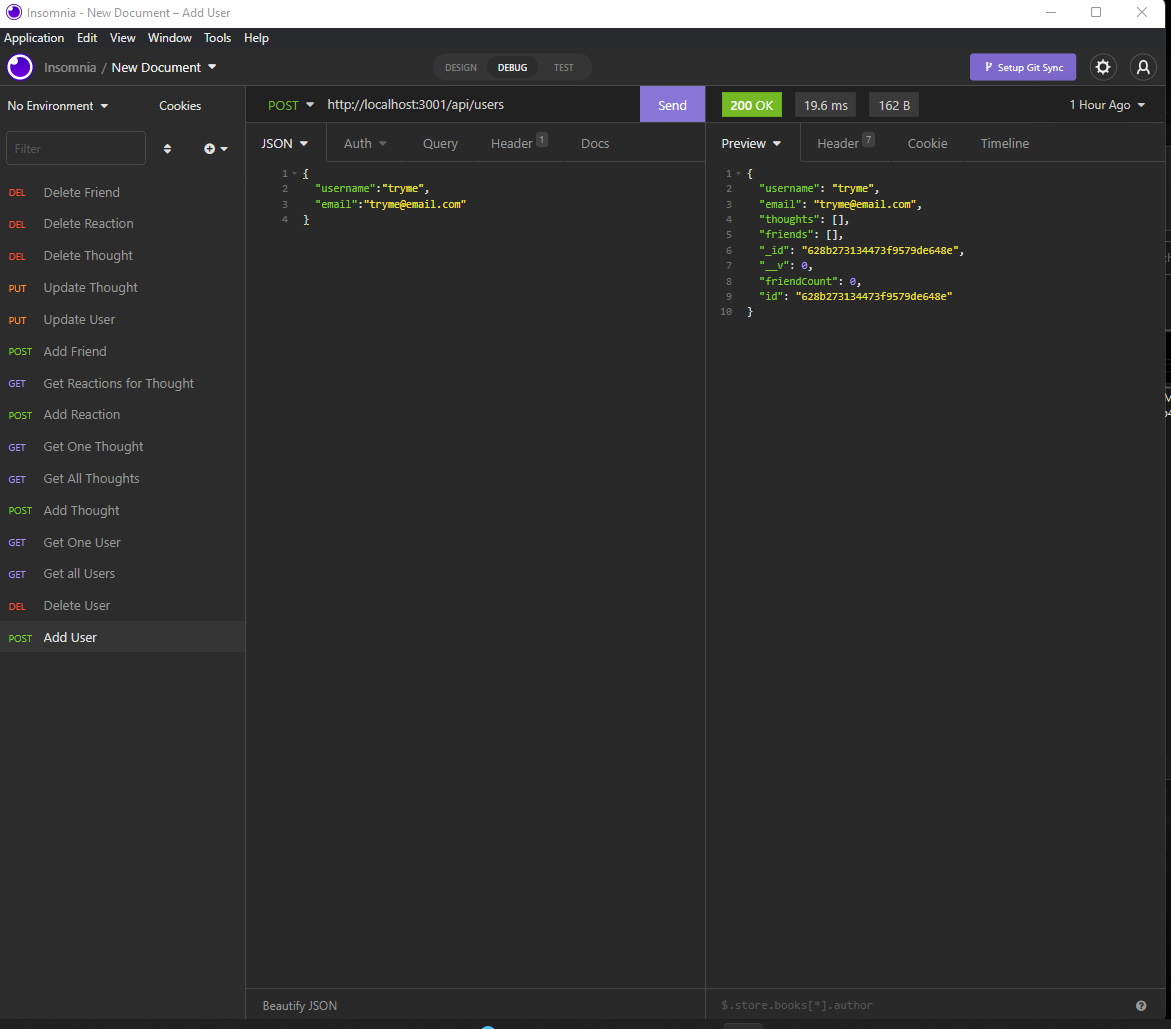 Insomnia - New Document – Add User
Application Edit View Window Tools Help
Insomnia / New Document
DESIGN DEBUG TEST
Setup Git Sync
No Environment Cookies
POST http://localhost:3001/api/users Send
200 OK 19.6 ms 162 B 1 Hour Ago
Filter
JSON Auth Query Header 1 Docs
Preview Header 7 Cookie Timeline
DEL Delete Friend
DEL Delete Reaction
DEL Delete Thought
PUT Update Thought
PUT Update User
POST Add Friend
GET Get Reactions for Thought
POST Add Reaction
GET Get One Thought
GET Get All Thoughts
POST Add Thought
GET Get One User
GET Get all Users
DEL Delete User
POST Add User
1 {
2 "username":"tryme",
3 "email":"tryme@email.com"
4 }
1 {
2 "username": "tryme",
3 "email": "tryme@email.com",
4 "thoughts": [],
5 "friends": [],
6 "_id": "628b273134473f9579de648e",
7 "__v": 0,
8 "friendCount": 0,
9 "id": "628b273134473f9579de648e"
10 }
Beautify JSON
$.store.books[*].author